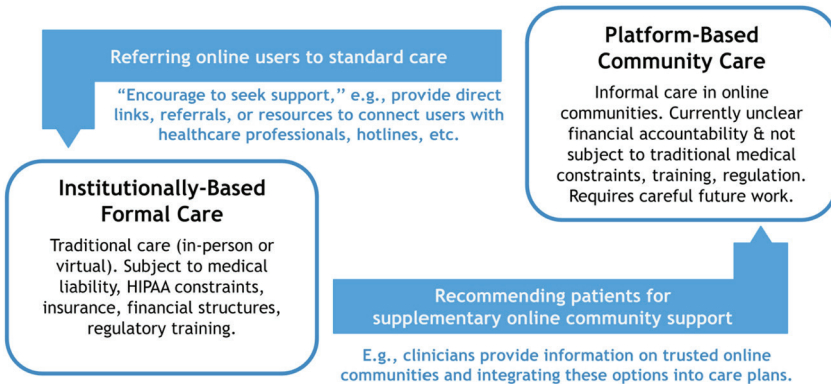 Referring online users to standard care
“Encourage to seek support,” e.g., provide direct
links, referrals, or resources to connect users with
healthcare professionals, hotlines, etc.
Platform-Based
Community Care
Informal care in online
communities. Currently unclear
financial accountability & not
subject to traditional medical
constraints, training, regulation.
Requires careful future work.
Institutionally-Based
Formal Care
Traditional care (in-person or
virtual). Subject to medical
liability, HIPAA constraints,
insurance, financial structures,
regulatory training.
Recommending patients for
supplementary online community support
E.g., clinicians provide information on trusted online
communities and integrating these options into care plans.